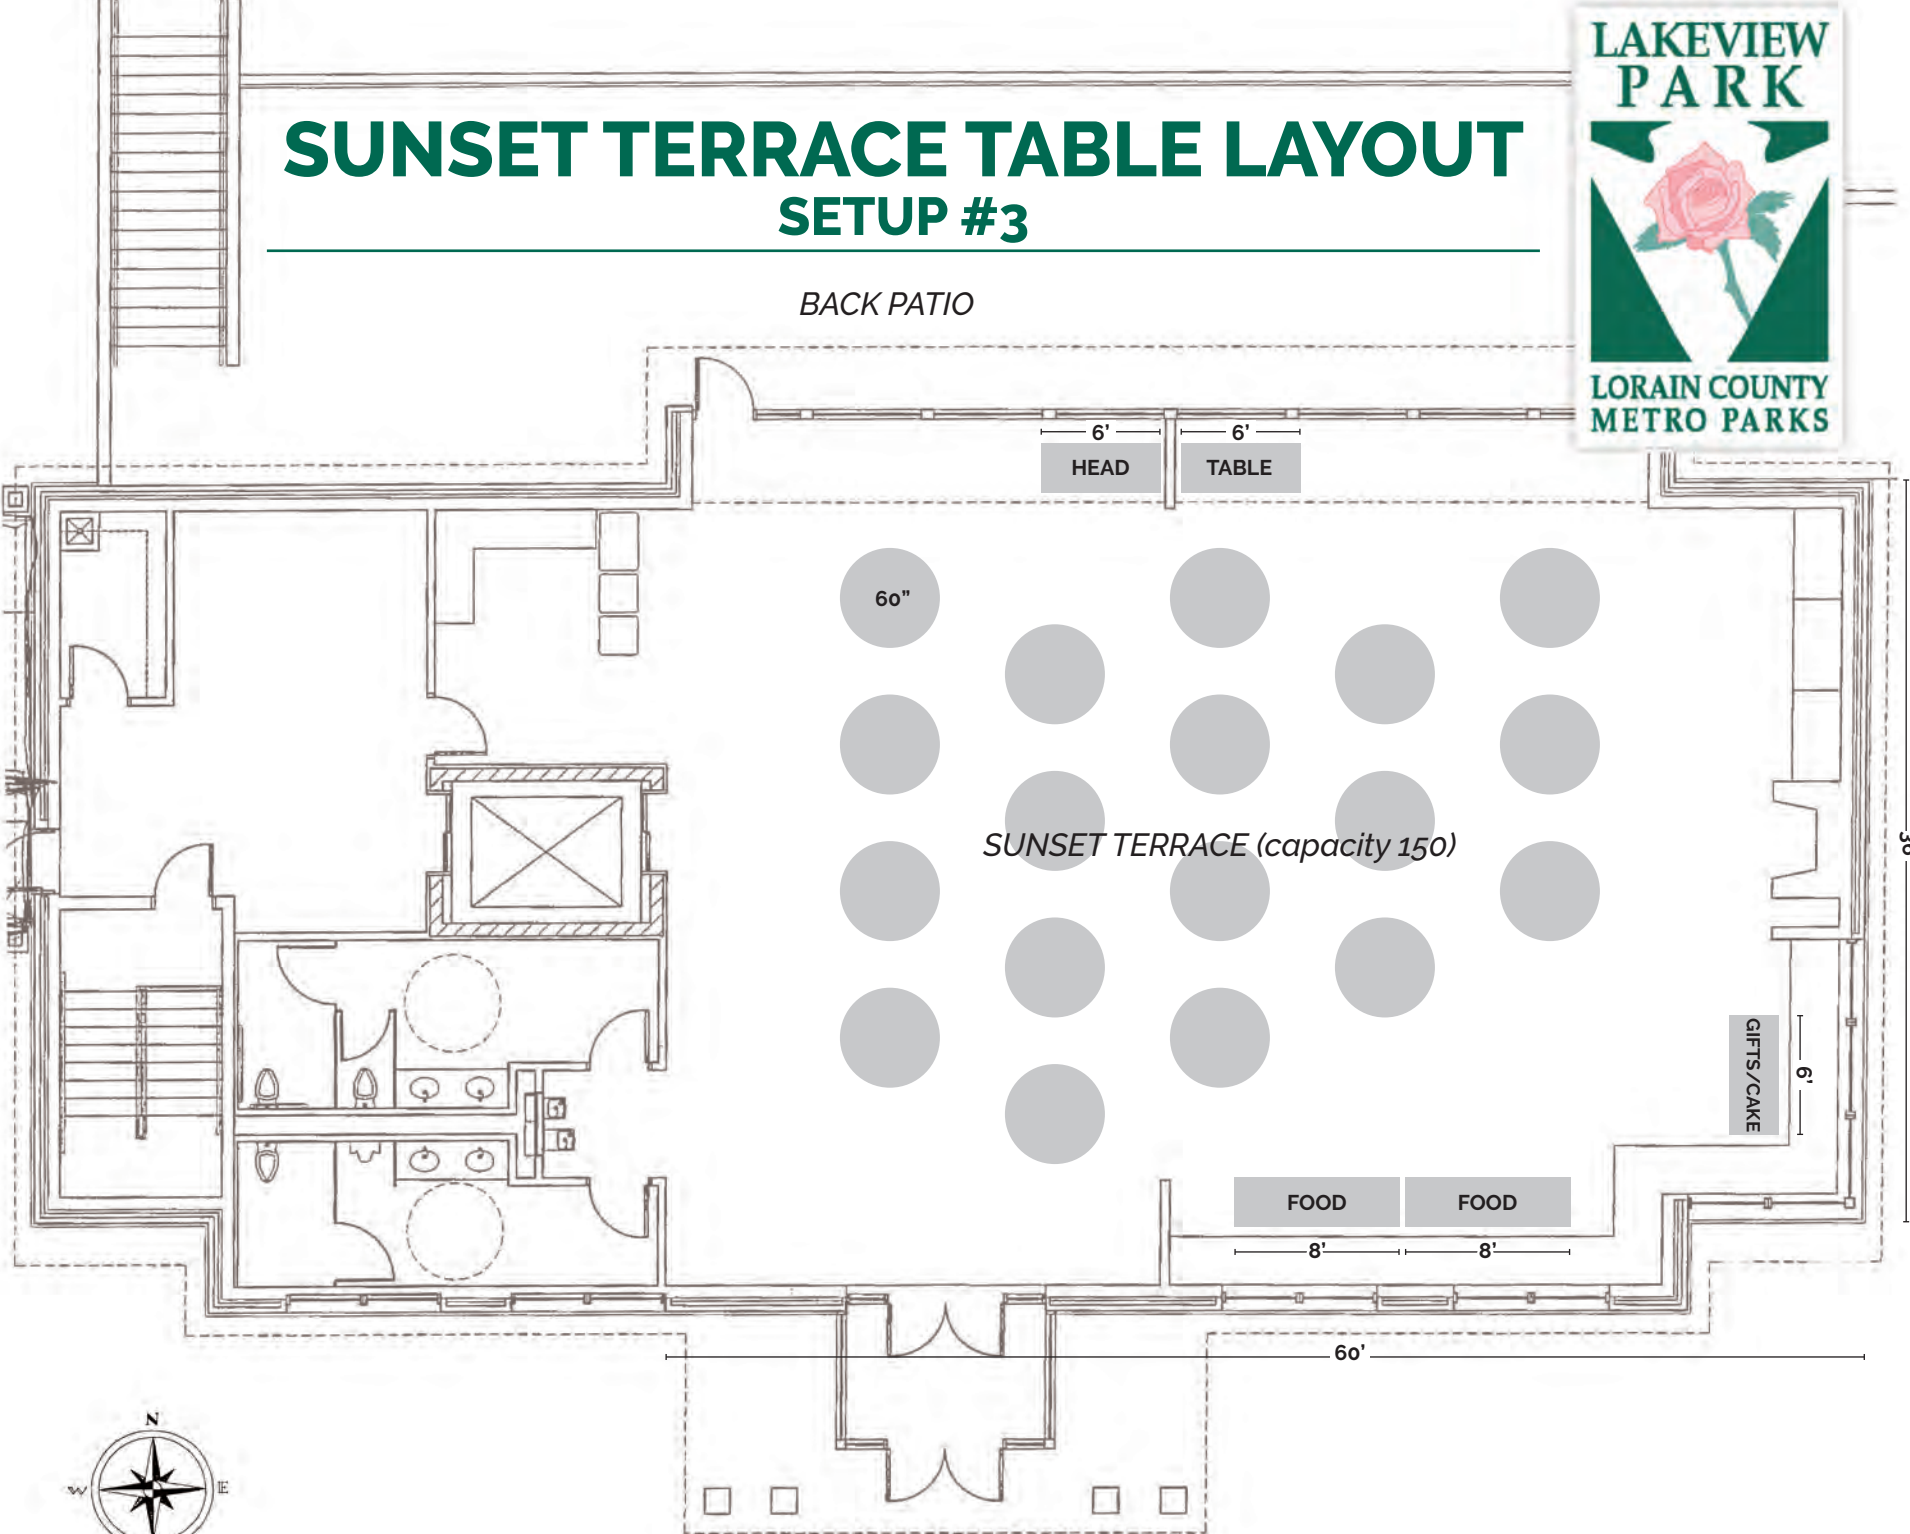 LAKEVIEW
PARK
SUNSET TERRACE TABLE LAYOUT
SETUP #3
BACK PATIO
LORAIN COUNTY
METRO PARKS
6’ 6’
HEAD TABLE
60”
SUNSET TERRACE (capacity 150)
GIFTS/CAKE
6’
FOOD FOOD
8’ 8’
60’
N
W E